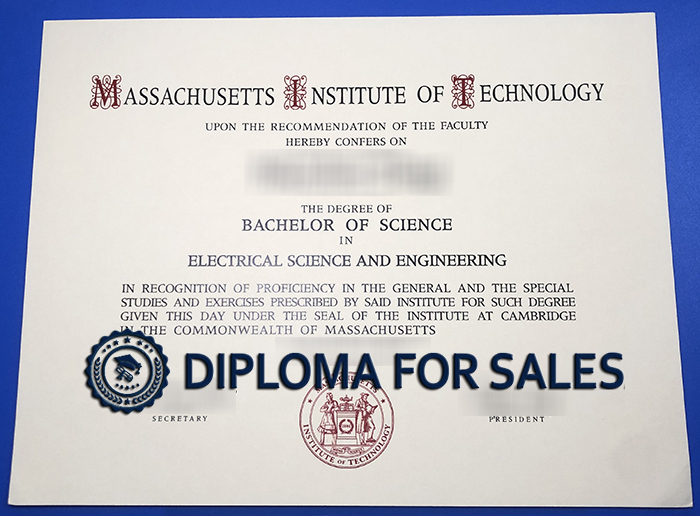 MASSACHUSETTS INSTITUTE OF TECHNOLOGY
UPON THE RECOMMENDATION OF THE FACULTY
HEREBY CONFERS ON
THE DEGREE OF
BACHELOR OF SCIENCE
IN
ELECTRICAL SCIENCE AND ENGINEERING
IN RECOGNITION OF PROFICIENCY IN THE GENERAL AND THE SPECIAL
STUDIES AND EXERCISES PRESCRIBED BY SAID INSTITUTE FOR SUCH DEGREE
GIVEN THIS DAY UNDER THE SEAL OF THE INSTITUTE AT CAMBRIDGE
IN THE COMMONWEALTH OF MASSACHUSETTS
DIPLOMA FOR SALES
SECRETARY
PRESIDENT
MASSACHUSETTS
INSTITUTE OF TECHNOLOGY